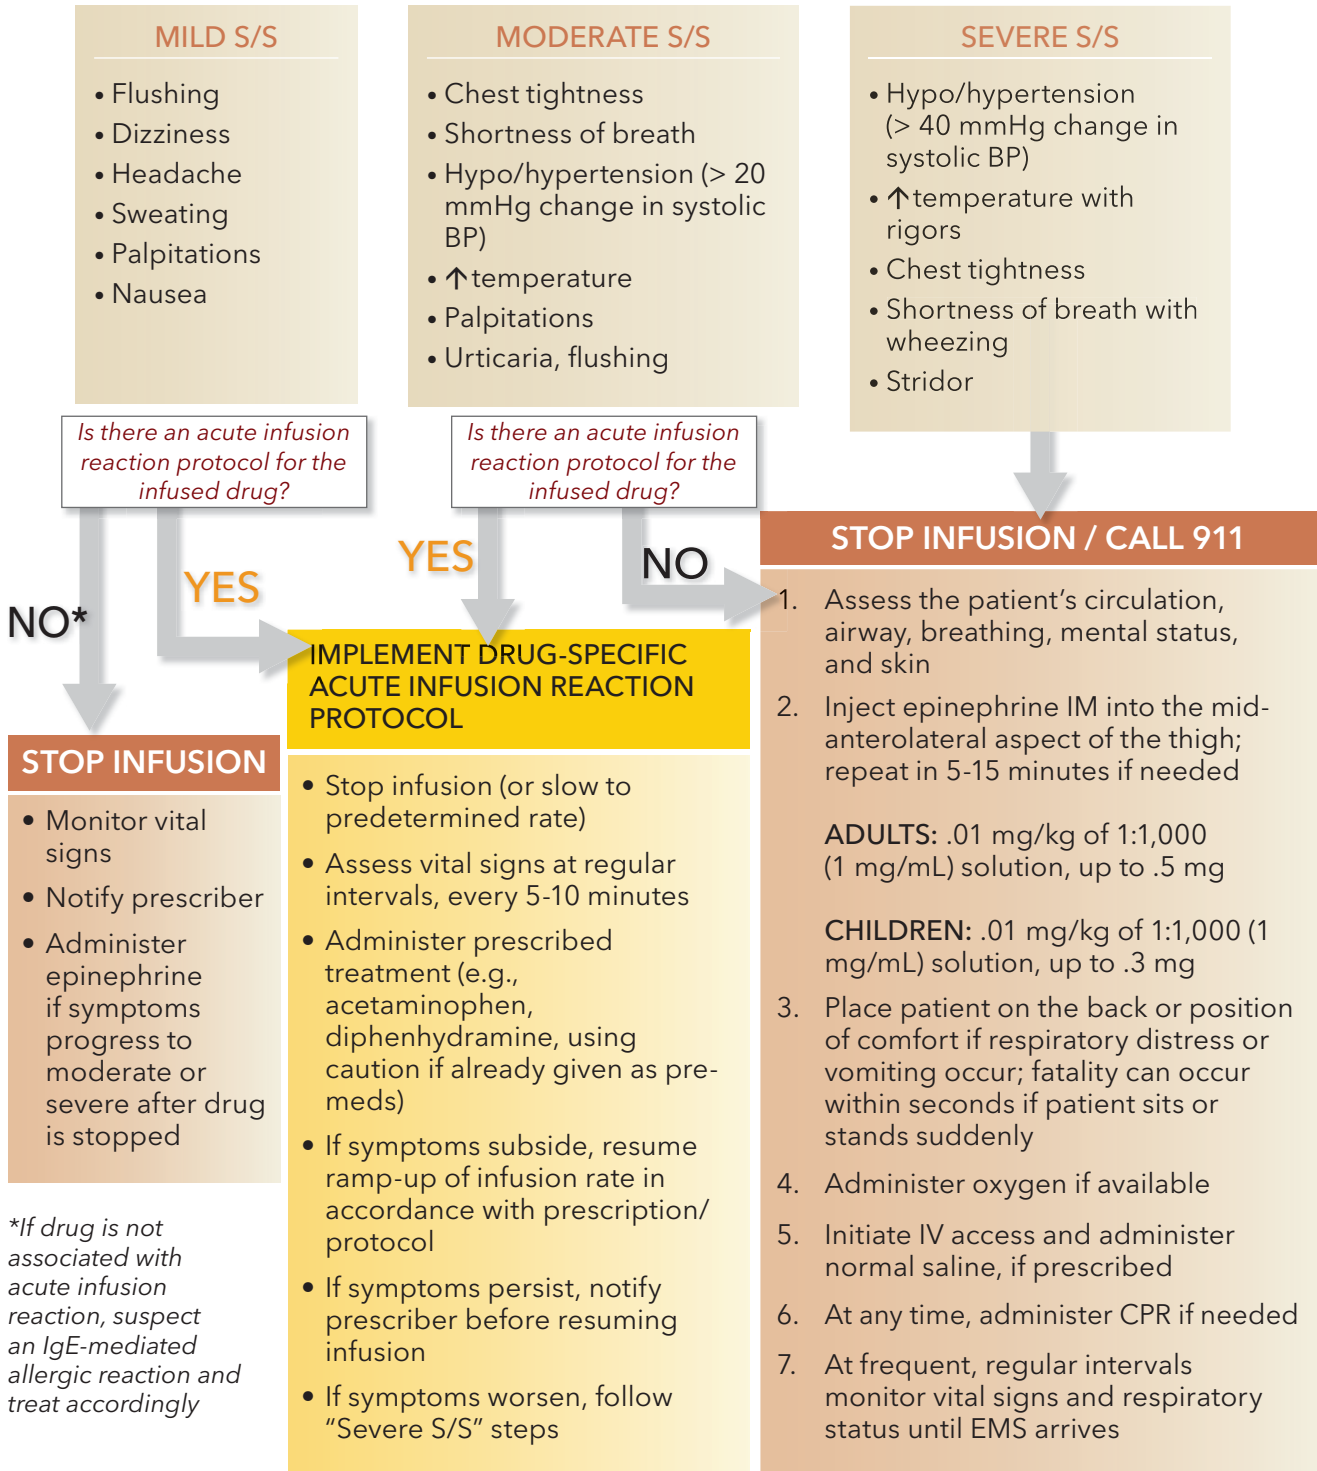 MILD S/S
• Flushing
• Dizziness
• Headache
• Sweating
• Palpitations
• Nausea
MODERATE S/S
• Chest tightness
• Shortness of breath
• Hypo/hypertension (> 20
mmHg change in systolic
BP)
• ↑ temperature
• Palpitations
• Urticaria, flushing
SEVERE S/S
• Hypo/hypertension
(> 40 mmHg change in
systolic BP)
• ↑ temperature with
rigors
• Chest tightness
• Shortness of breath with
wheezing
• Stridor
Is there an acute infusion
reaction protocol for the
infused drug?
Is there an acute infusion
reaction protocol for the
infused drug?
NO*
YES
YES
NO
STOP INFUSION
• Monitor vital
signs
• Notify prescriber
• Administer
epinephrine
if symptoms
progress to
moderate or
severe after drug
is stopped
*If drug is not
associated with
acute infusion
reaction, suspect
an IgE-mediated
allergic reaction and
treat accordingly
IMPLEMENT DRUG-SPECIFIC
ACUTE INFUSION REACTION
PROTOCOL
• Stop infusion (or slow to
predetermined rate)
• Assess vital signs at regular
intervals, every 5-10 minutes
• Administer prescribed
treatment (e.g.,
acetaminophen,
diphenhydramine, using
caution if already given as pre-
meds)
• If symptoms subside, resume
ramp-up of infusion rate in
accordance with prescription/
protocol
• If symptoms persist, notify
prescriber before resuming
infusion
• If symptoms worsen, follow
“Severe S/S” steps
STOP INFUSION / CALL 911
1. Assess the patient’s circulation,
airway, breathing, mental status,
and skin
2. Inject epinephrine IM into the mid-
anterolateral aspect of the thigh;
repeat in 5-15 minutes if needed
ADULTS: .01 mg/kg of 1:1,000
(1 mg/mL) solution, up to .5 mg
CHILDREN: .01 mg/kg of 1:1,000 (1
mg/mL) solution, up to .3 mg
3. Place patient on the back or position
of comfort if respiratory distress or
vomiting occur; fatality can occur
within seconds if patient sits or
stands suddenly
4. Administer oxygen if available
5. Initiate IV access and administer
normal saline, if prescribed
6. At any time, administer CPR if needed
7. At frequent, regular intervals
monitor vital signs and respiratory
status until EMS arrives